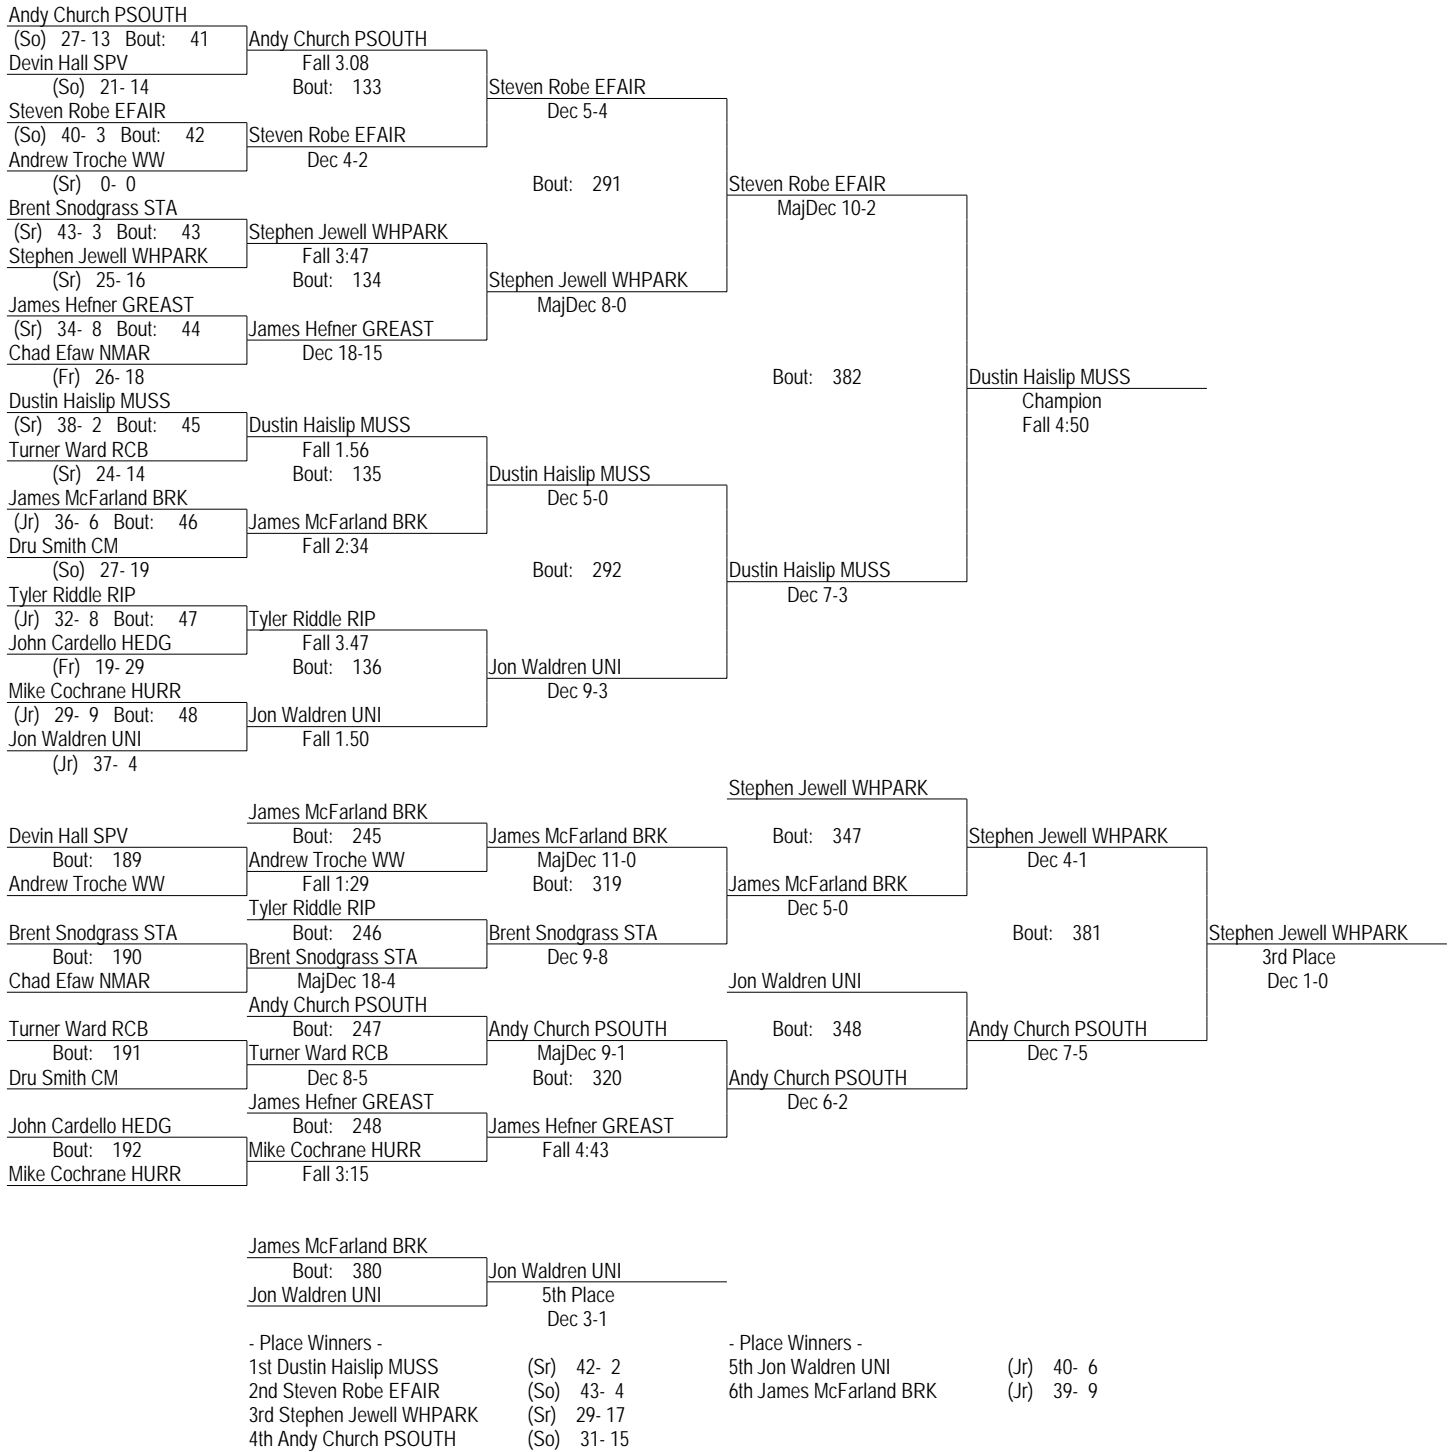 Andy Church PSOUTH
(So) 27- 13 Bout: 41 Andy Church PSOUTH
Devin Hall SPV Fall 3.08
(So) 21- 14 Bout: 133 Steven Robe EFAIR
Steven Robe EFAIR Dec 5-4
(So) 40- 3 Bout: 42 Steven Robe EFAIR
Andrew Troche WW Dec 4-2
(Sr) 0- 0 Bout: 291 Steven Robe EFAIR
Brent Snodgrass STA MajDec 10-2
(Sr) 43- 3 Bout: 43 Stephen Jewell WHPARK
Stephen Jewell WHPARK Fall 3:47
(Sr) 25- 16 Bout: 134 Stephen Jewell WHPARK
James Hefner GREAST MajDec 8-0
(Sr) 34- 8 Bout: 44 James Hefner GREAST
Chad Efaw NMAR Dec 18-15
(Fr) 26- 18 Bout: 382 Dustin Haislip MUSS
Dustin Haislip MUSS Champion
(Sr) 38- 2 Bout: 45 Dustin Haislip MUSS Fall 4:50
Turner Ward RCB Fall 1.56
(Sr) 24- 14 Bout: 135 Dustin Haislip MUSS
James McFarland BRK Dec 5-0
(Jr) 36- 6 Bout: 46 James McFarland BRK
Dru Smith CM Fall 2:34
(So) 27- 19 Bout: 292 Dustin Haislip MUSS
Tyler Riddle RIP Dec 7-3
(Jr) 32- 8 Bout: 47 Tyler Riddle RIP
John Cardello HEDG Fall 3.47
(Fr) 19- 29 Bout: 136 Jon Waldren UNI
Mike Cochrane HURR Dec 9-3
(Jr) 29- 9 Bout: 48 Jon Waldren UNI
Jon Waldren UNI Fall 1.50
(Jr) 37- 4
Stephen Jewell WHPARK
James McFarland BRK
Devin Hall SPV Bout: 245 James McFarland BRK Bout: 347 Stephen Jewell WHPARK
Bout: 189 Andrew Troche WW MajDec 11-0 Dec 4-1
Andrew Troche WW Fall 1:29 Bout: 319 James McFarland BRK
Tyler Riddle RIP Dec 5-0
Brent Snodgrass STA Bout: 246 Brent Snodgrass STA Bout: 381 Stephen Jewell WHPARK
Bout: 190 Brent Snodgrass STA Dec 9-8 3rd Place
Chad Efaw NMAR MajDec 18-4 Jon Waldren UNI Dec 1-0
Andy Church PSOUTH
Turner Ward RCB Bout: 247 Andy Church PSOUTH Bout: 348 Andy Church PSOUTH
Bout: 191 Turner Ward RCB MajDec 9-1 Dec 7-5
Dru Smith CM Dec 8-5 Bout: 320 Andy Church PSOUTH
James Hefner GREAST Dec 6-2
John Cardello HEDG Bout: 248 James Hefner GREAST
Bout: 192 Mike Cochrane HURR Fall 4:43
Mike Cochrane HURR Fall 3:15
James McFarland BRK
Bout: 380 Jon Waldren UNI
Jon Waldren UNI 5th Place
Dec 3-1
- Place Winners - - Place Winners -
1st Dustin Haislip MUSS (Sr) 42- 2 5th Jon Waldren UNI (Jr) 40- 6
2nd Steven Robe EFAIR (So) 43- 4 6th James McFarland BRK (Jr) 39- 9
3rd Stephen Jewell WHPARK (Sr) 29- 17
4th Andy Church PSOUTH (So) 31- 15